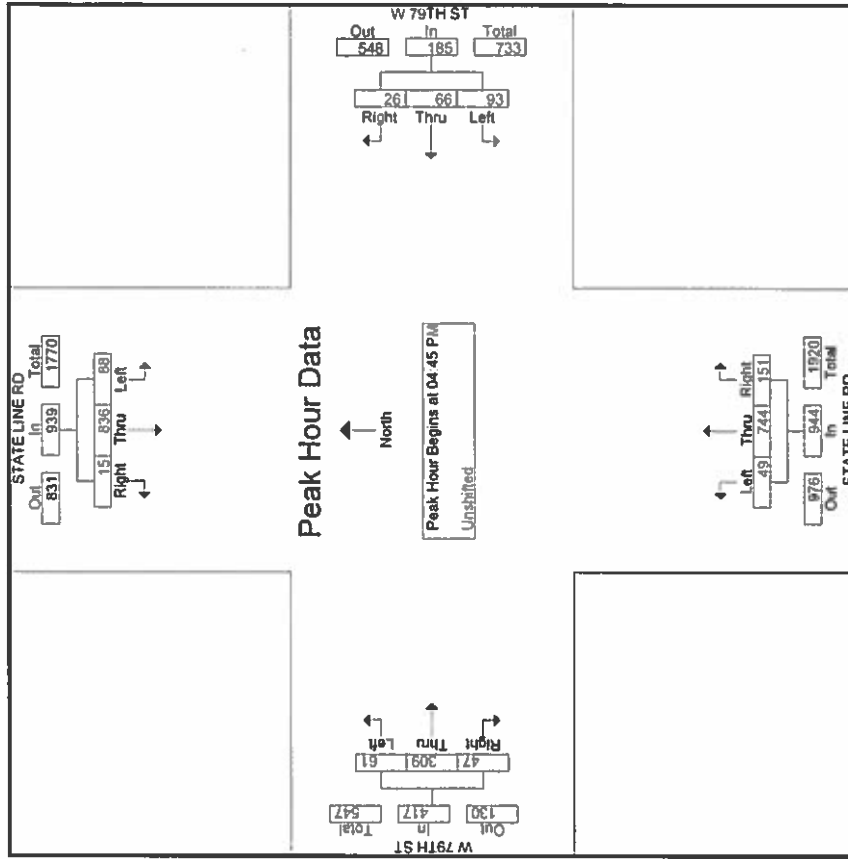 W 79TH ST
Out In Total
548 185 733
26 66 93
Right Thru Left
STATE LINE RD
Out In Total
831 939 1770
15 836 88
Right Thru Left
Peak Hour Data
North
Peak Hour Begins at 04:45 PM
Unshifted
Left Thru Right
49 744 151
976 944 1920
Out In Total
STATE LINE RD
Left Thru Right
61 309 47
Total In Out
547 417 130
W 79TH ST